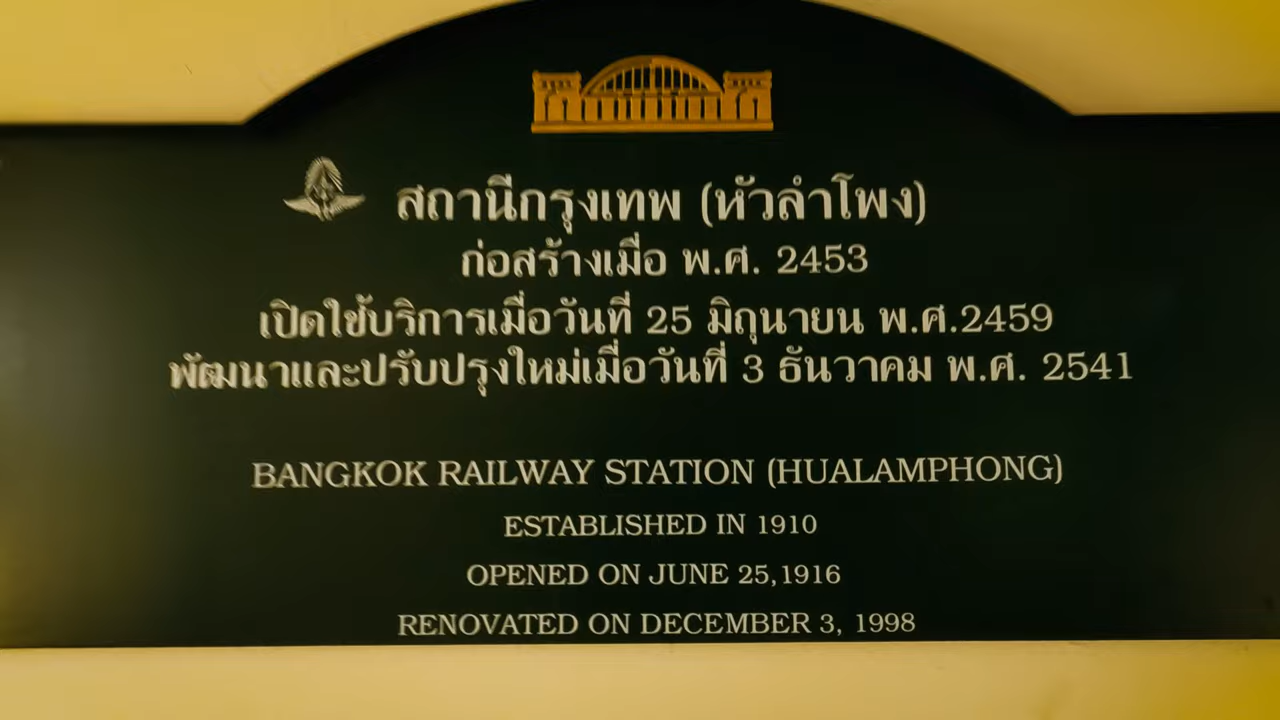 สถานีกรุงเทพ (หัวลำโพง)
ก่อสร้างเมื่อ พ.ศ. 2453
เปิดใช้บริการเมื่อวันที่ 25 มิถุนายน พ.ศ.2459
พัฒนาและปรับปรุงใหม่เมื่อวันที่ 3 ธันวาคม พ.ศ. 2541
BANGKOK RAILWAY STATION (HUALAMPHONG)
ESTABLISHED IN 1910
OPENED ON JUNE 25,1916
RENOVATED ON DECEMBER 3, 1998